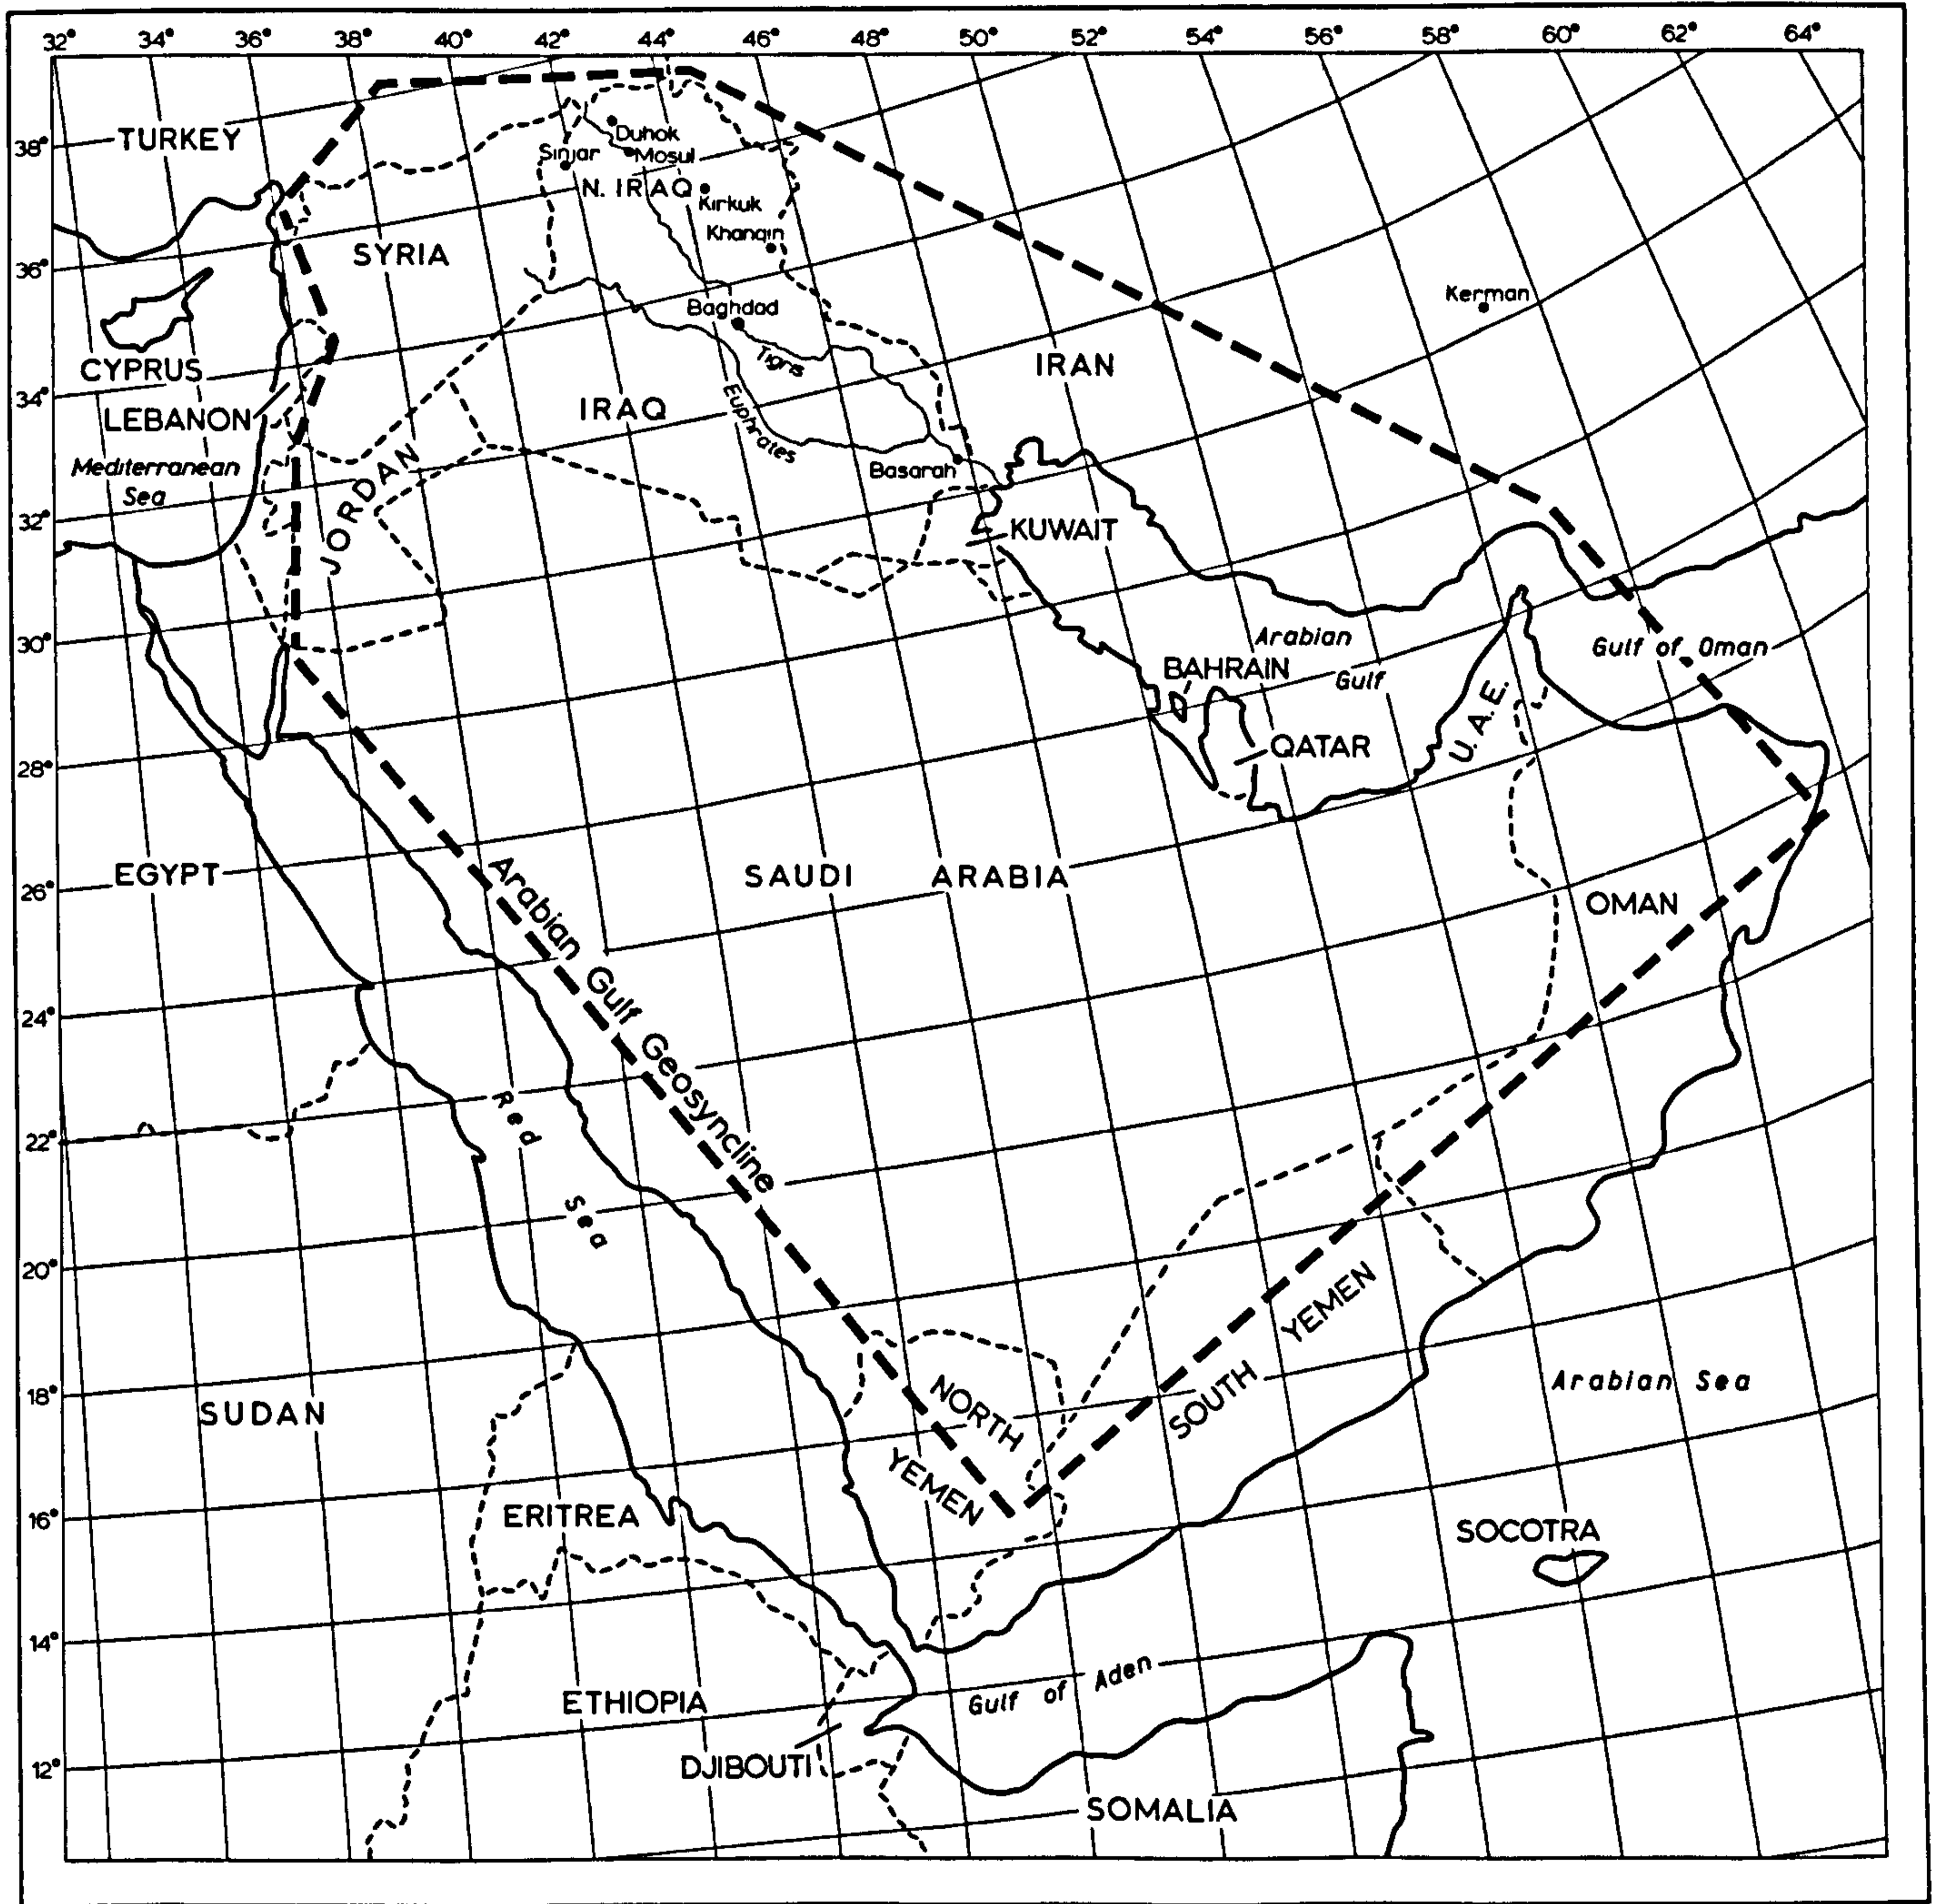 32° 34° 36° 38° 40° 42° 44° 46° 48° 50° 52° 54° 56° 58° 60° 62° 64°
38°
36°
34°
32°
30°
28°
26°
24°
22°
20°
18°
16°
14°
12°
TURKEY
Duhok
Sinjar
Mosul
N. IRAQ
Kirkuk
Khanqin
SYRIA
Baghdad
Tigris
Kerman
CYPRUS
IRAN
LEBANON
IRAQ
Euphrates
Mediterranean
Sea
JORDAN
Basarah
KUWAIT
Arabian
Gulf
Gulf of Oman
BAHRAIN
QATAR
U.A.E.
EGYPT
SAUDI ARABIA
OMAN
Arabian Gulf Geosyncline
Red
Sea
NORTH
YEMEN
SOUTH YEMEN
Arabian Sea
SUDAN
ERITREA
SOCOTRA
ETHIOPIA
Gulf of Aden
DJIBOUTI
SOMALIA